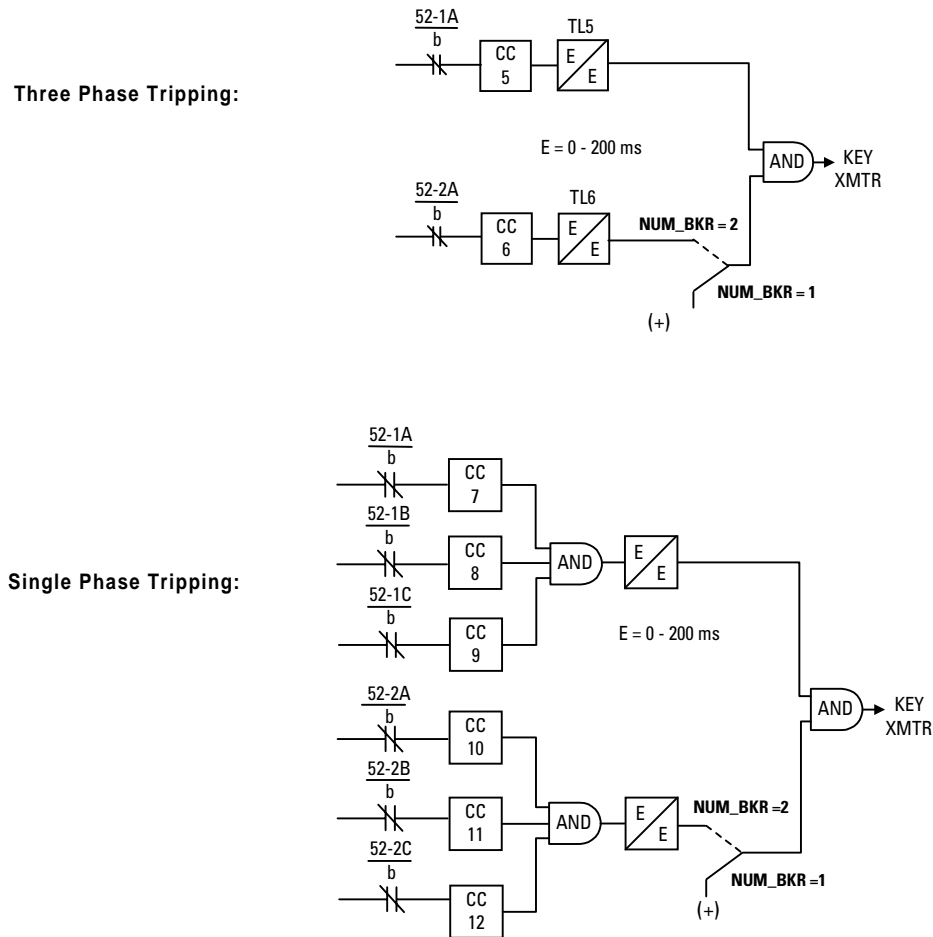 Three Phase Tripping:
52-1A
b
CC
5
TL5
E
E
E = 0 - 200 ms
52-2A
b
CC
6
TL6
E
E
NUM_BKR = 2
NUM_BKR = 1
(+)
AND
KEY
XMTR
Single Phase Tripping:
52-1A
b
CC
7
52-1B
b
CC
8
52-1C
b
CC
9
AND
E
E
E = 0 - 200 ms
52-2A
b
CC
10
52-2B
b
CC
11
52-2C
b
CC
12
AND
E
E
NUM_BKR =2
NUM_BKR =1
(+)
AND
KEY
XMTR